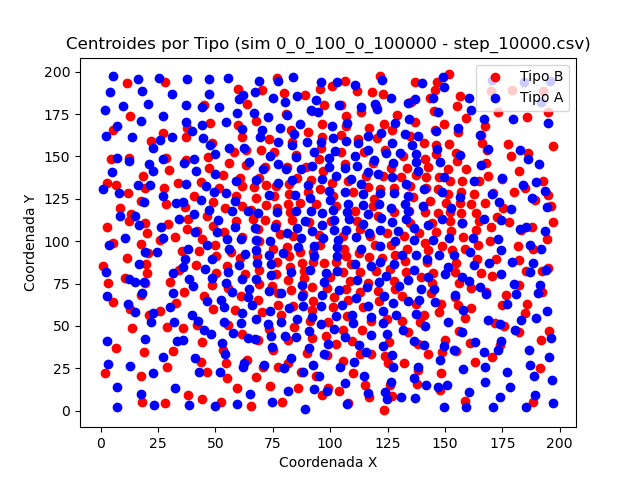 Centroides por Tipo (sim 0_0_100_0_100000 - step_10000.csv)
Tipo B
Tipo A
Coordenada Y
200
175
150
125
100
75
50
25
0
0 25 50 75 100 125 150 175 200
Coordenada X